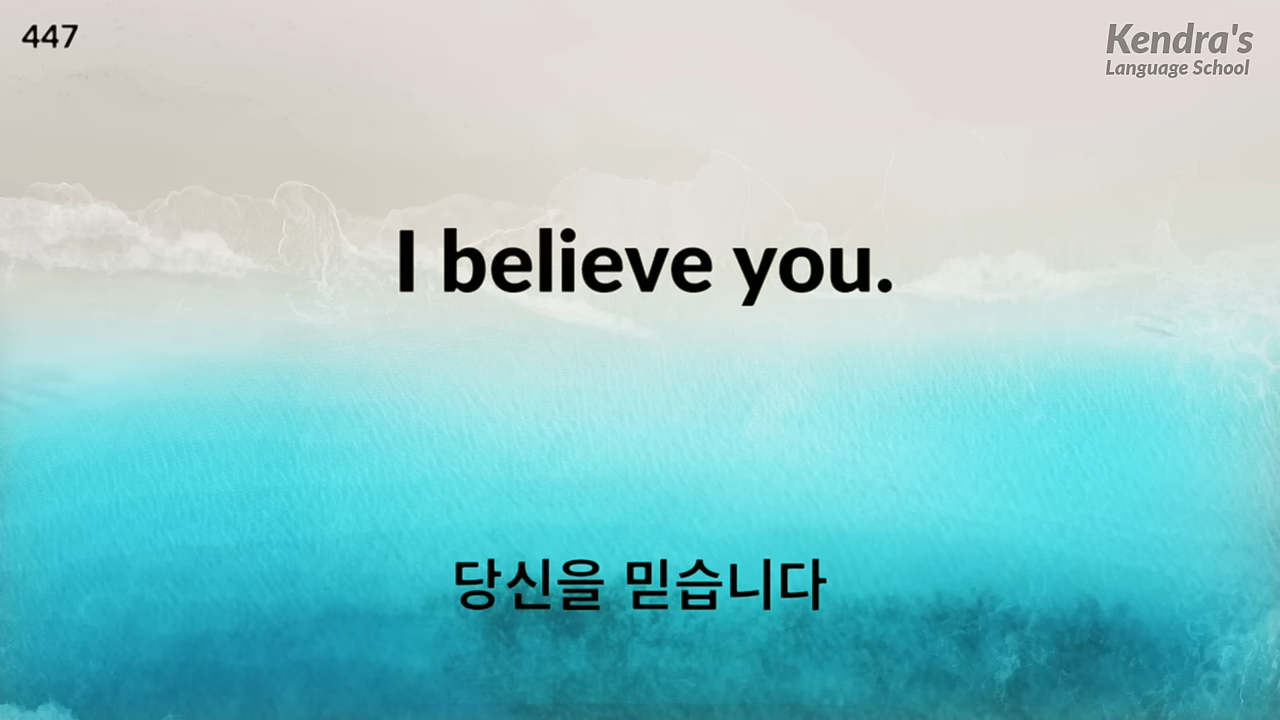 447
Kendra's
Language School
I believe you.
당신을 믿습니다